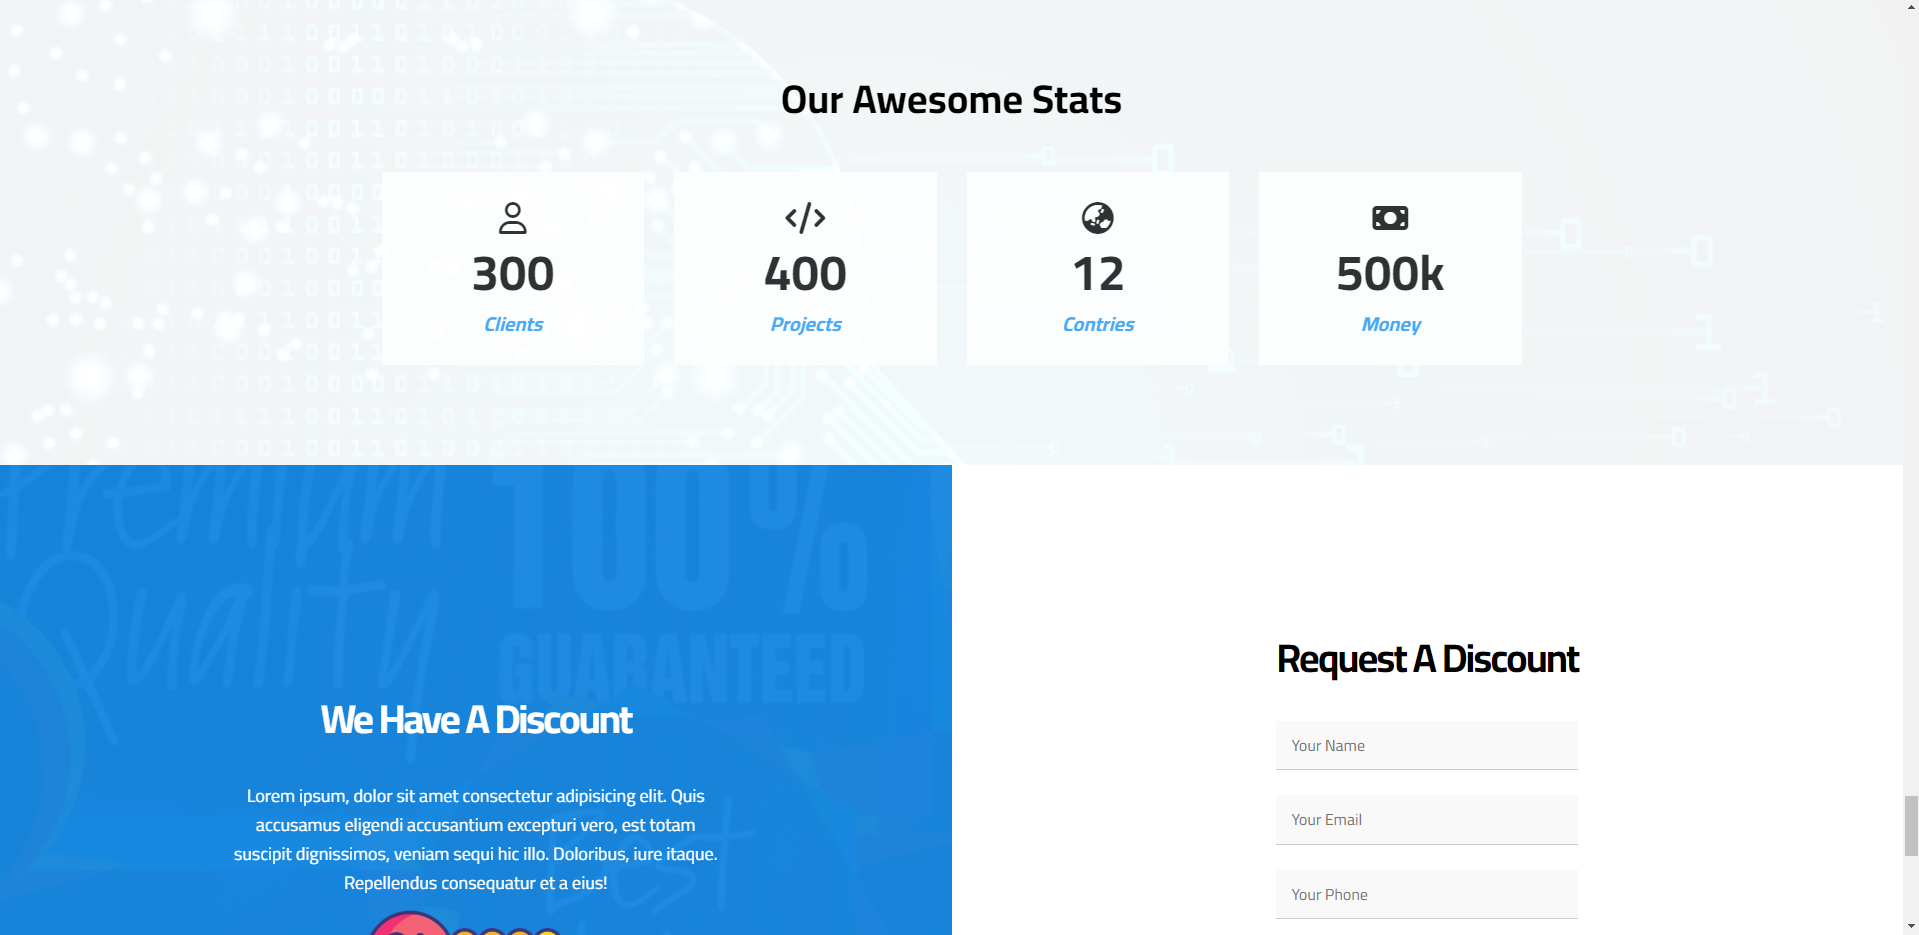 Our Awesome Stats
300
Clients
400
Projects
12
Contries
500k
Money
Premium
Quality
100%
GUARANTEED
We Have A Discount
Lorem ipsum, dolor sit amet consectetur adipisicing elit. Quis
accusamus eligendi accusantium excepturi vero, est totam
suscipit dignissimos, veniam sequi hic illo. Doloribus, iure itaque.
Repellendus consequatur et a eius!
Best
Request A Discount
Your Name
Your Email
Your Phone